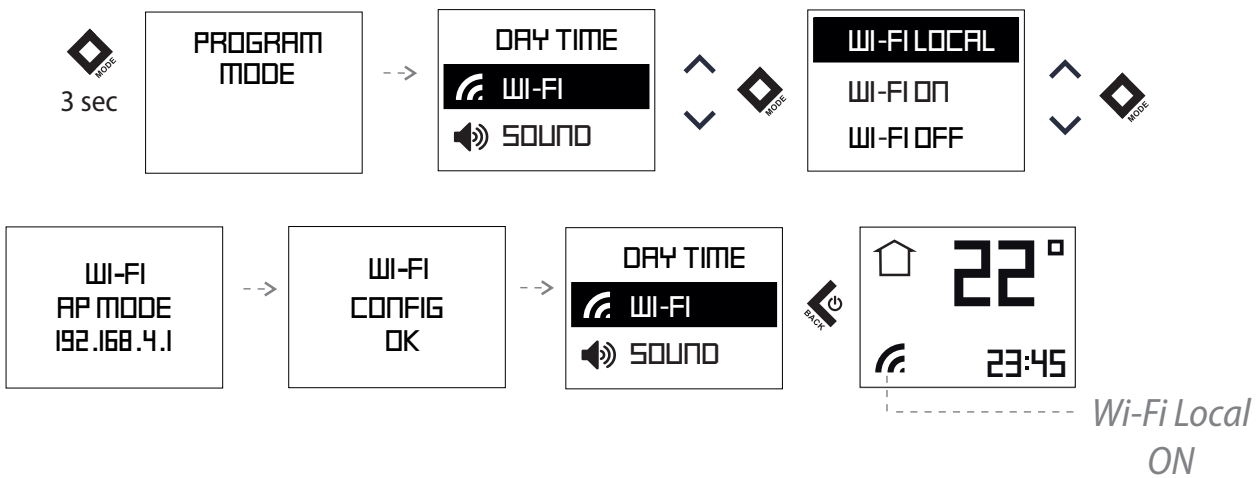 MODE
3 sec
PROGRAM
MODE
DAY TIME
WI-FI
SOUND
MODE
WI-FI LOCAL
WI-FI ON
WI-FI OFF
MODE
WI-FI
AP MODE
192.168.4.1
WI-FI
CONFIG
OK
DAY TIME
WI-FI
SOUND
BACK
22°
23:45
Wi-Fi Local
ON